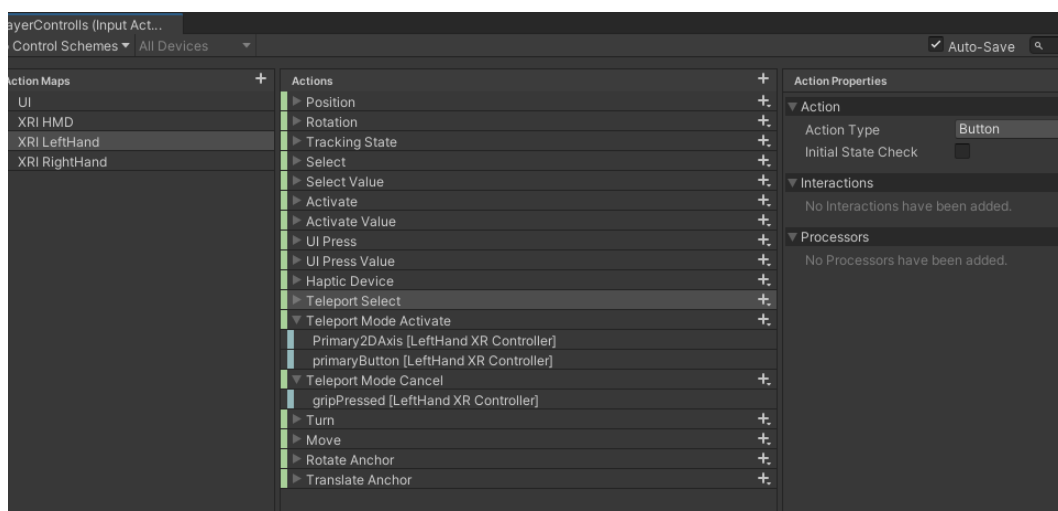 ayerControlls (Input Act...
Control Schemes All Devices
Auto-Save
Action Maps
UI
XRI HMD
XRI LeftHand
XRI RightHand
Actions
Position
Rotation
Tracking State
Select
Select Value
Activate
Activate Value
UI Press
UI Press Value
Haptic Device
Teleport Select
Teleport Mode Activate
Primary2DAxis [LeftHand XR Controller]
primaryButton [LeftHand XR Controller]
Teleport Mode Cancel
gripPressed [LeftHand XR Controller]
Turn
Move
Rotate Anchor
Translate Anchor
Action Properties
Action
Action Type Button
Initial State Check
Interactions
No Interactions have been added.
Processors
No Processors have been added.